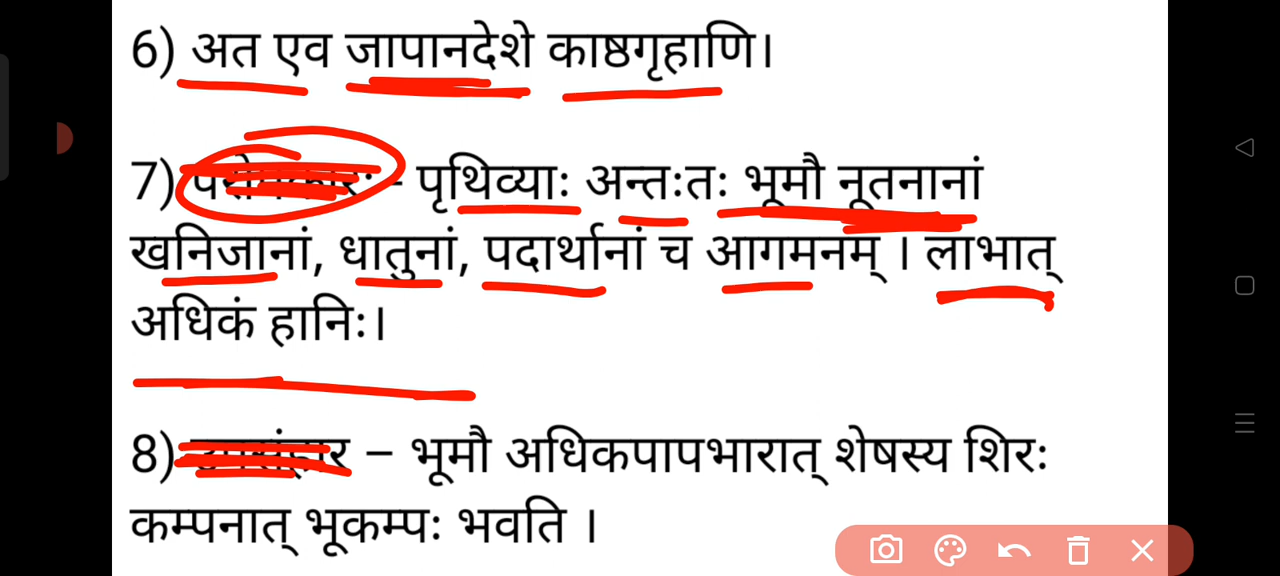 6) अत एव जापानदेशे काष्ठगृहाणि।
7) - पृथिव्याः अन्तःतः भूमौ नूतनानां
खनिजानां, धातुनां, पदार्थानां च आगमनम् । लाभात्
अधिकं हानिः।
8) – भूमौ अधिकपापभारात् शेषस्य शिरः
कम्पनात् भूकम्पः भवति ।